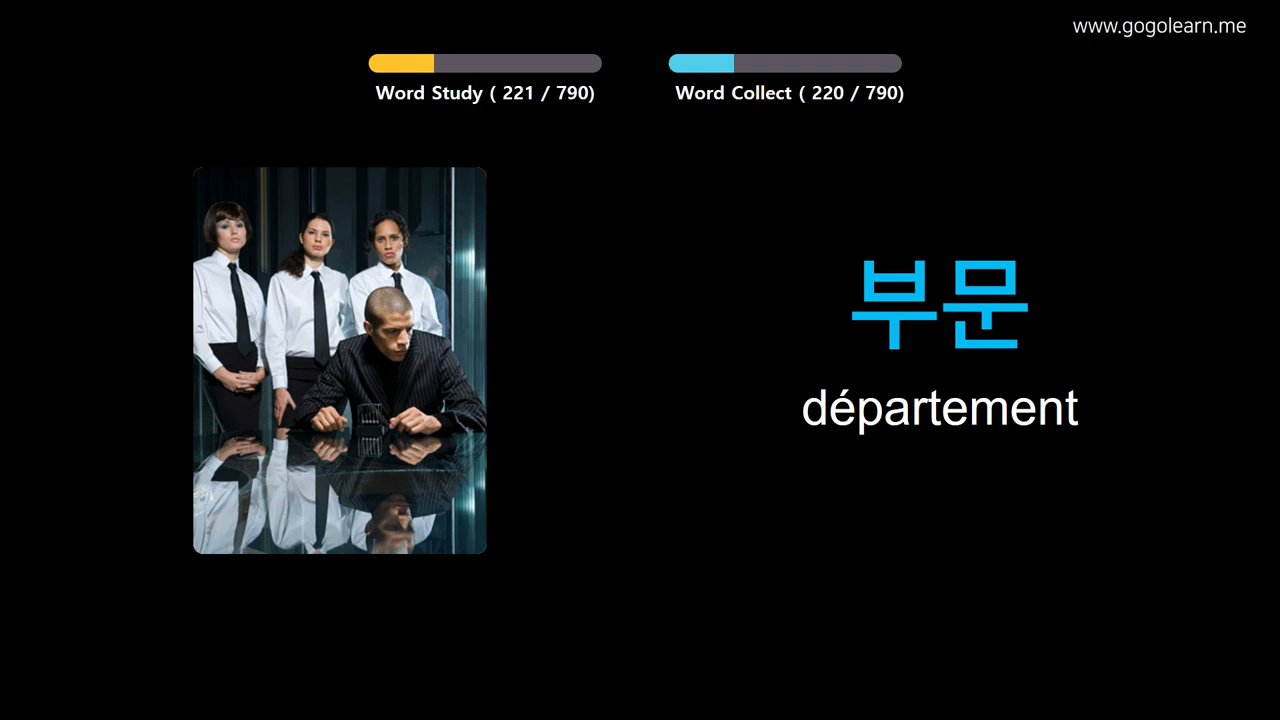 www.gogolearn.me
Word Study ( 221 / 790)
Word Collect ( 220 / 790)
부문
département